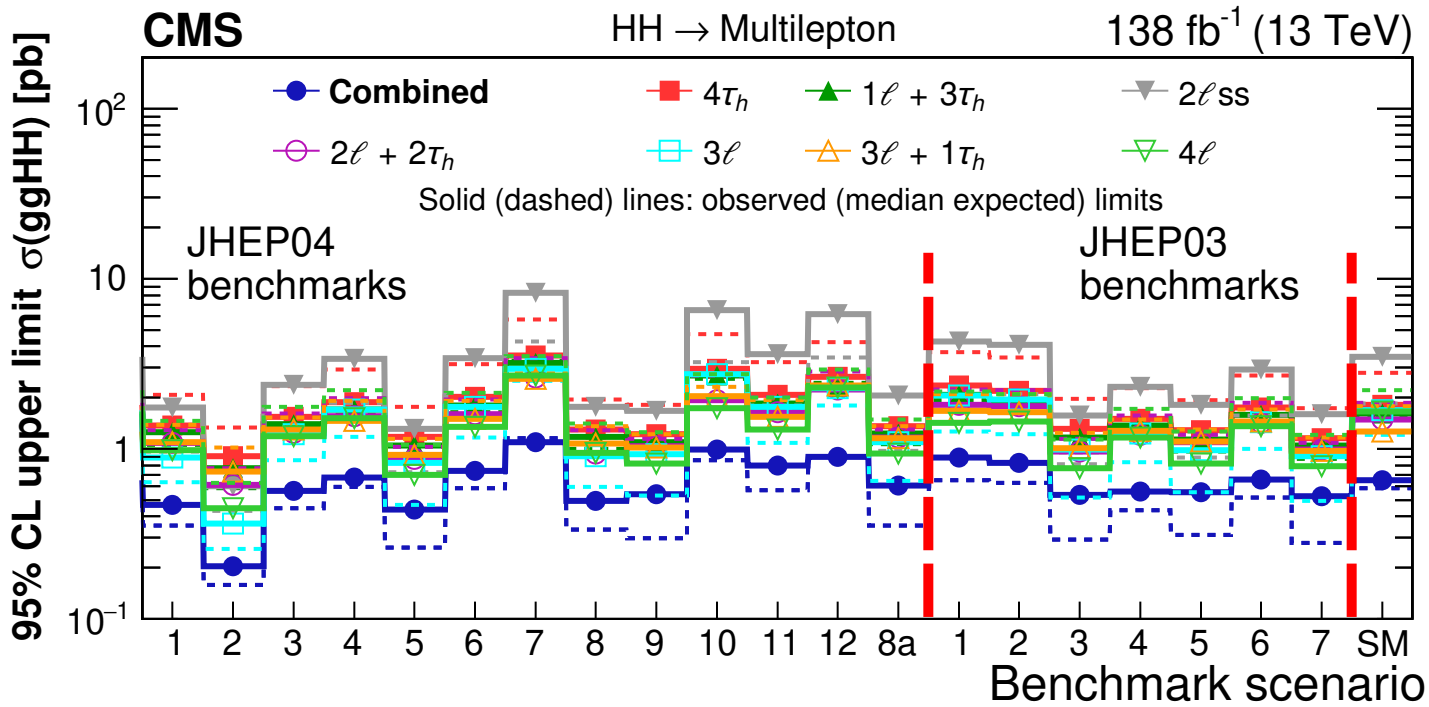 CMS HH → Multilepton 138 fb⁻¹ (13 TeV)
95% CL upper limit σ(ggHH) [pb]
Combined 4τₕ 1ℓ + 3τₕ 2ℓss
2ℓ + 2τₕ 3ℓ 3ℓ + 1τₕ 4ℓ
Solid (dashed) lines: observed (median expected) limits
JHEP04 JHEP03
benchmarks benchmarks
10²
10
1
10⁻¹
1 2 3 4 5 6 7 8 9 10 11 12 8a 1 2 3 4 5 6 7 SM
Benchmark scenario